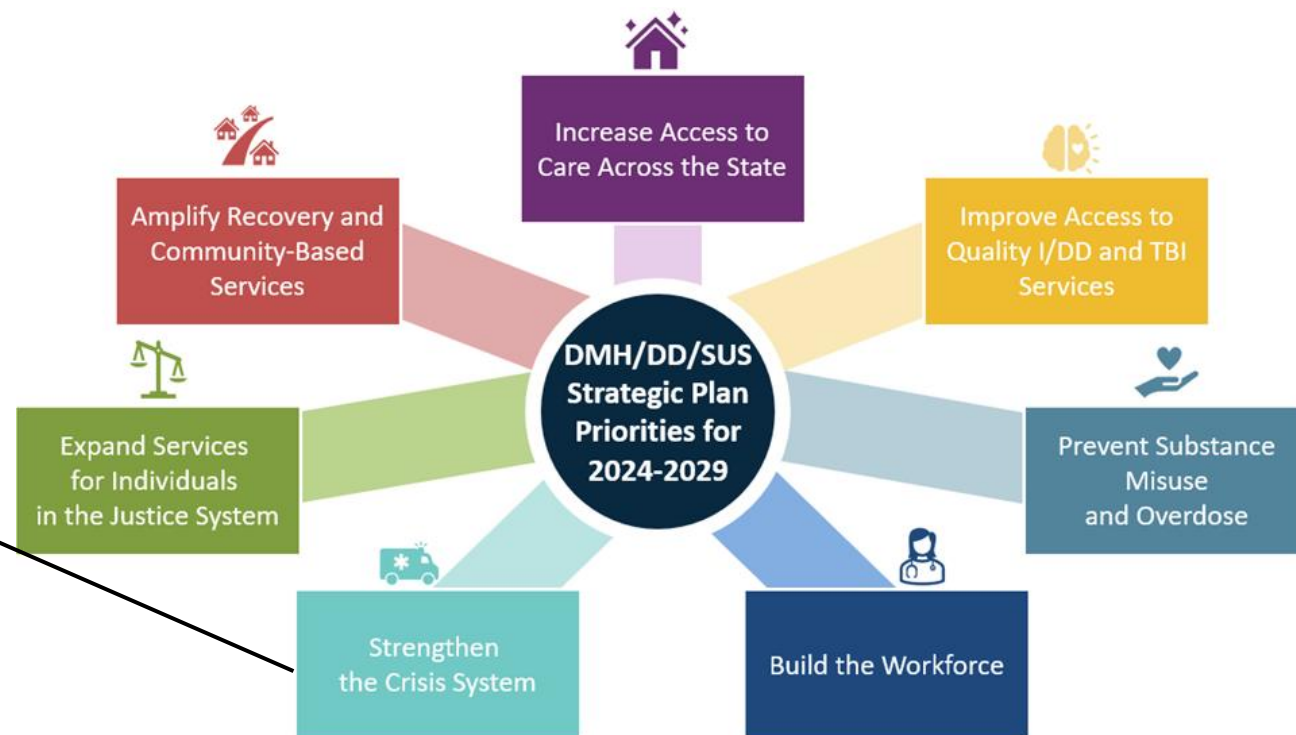 Increase Access to
Care Across the State
Amplify Recovery and
Community-Based
Services
Improve Access to
Quality I/DD and TBI
Services
DMH/DD/SUS
Strategic Plan
Priorities for
2024-2029
Expand Services
for Individuals
in the Justice System
Prevent Substance
Misuse
and Overdose
Strengthen
the Crisis System
Build the Workforce